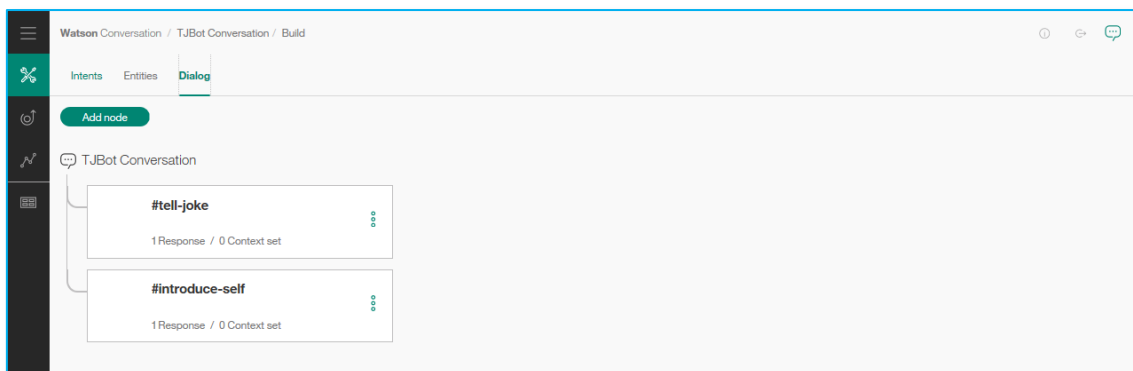 Watson Conversation / TJBot Conversation / Build
Intents Entities Dialog
Add node
TJBot Conversation
#tell-joke
1 Response / 0 Context set
#introduce-self
1 Response / 0 Context set